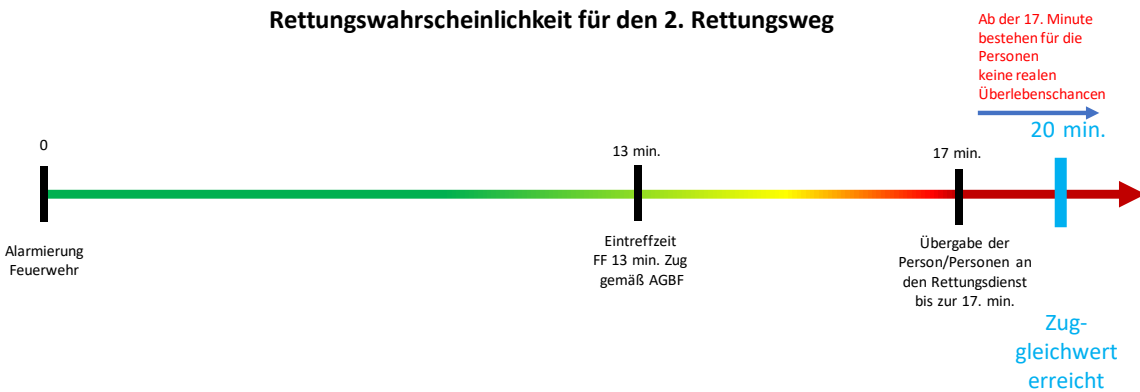 Rettungswahrscheinlichkeit für den 2. Rettungsweg
Ab der 17. Minute
bestehen für die
Personen
keine realen
Überlebenschancen
20 min.
0
13 min.
17 min.
Alarmierung
Feuerwehr
Eintreffzeit
FF 13 min. Zug
gemäß AGBF
Übergabe der
Person/Personen an
den Rettungsdienst
bis zur 17. min.
Zug-
gleichwert
erreicht